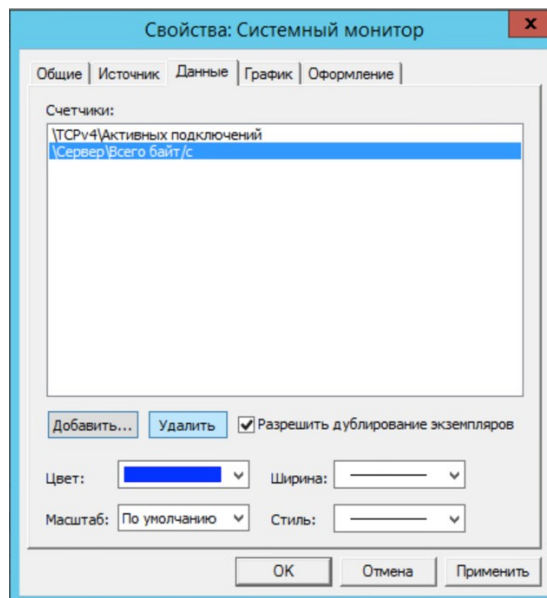 Свойства: Системный монитор
x
Общие Источник Данные График Оформление
Счетчики:
\TCPv4\Активных подключений
\Сервер\Всего байт/с
Добавить... Удалить Разрешить дублирование экземпляров
Цвет: Ширина:
Масштаб: По умолчанию Стиль:
OK Отмена Применить